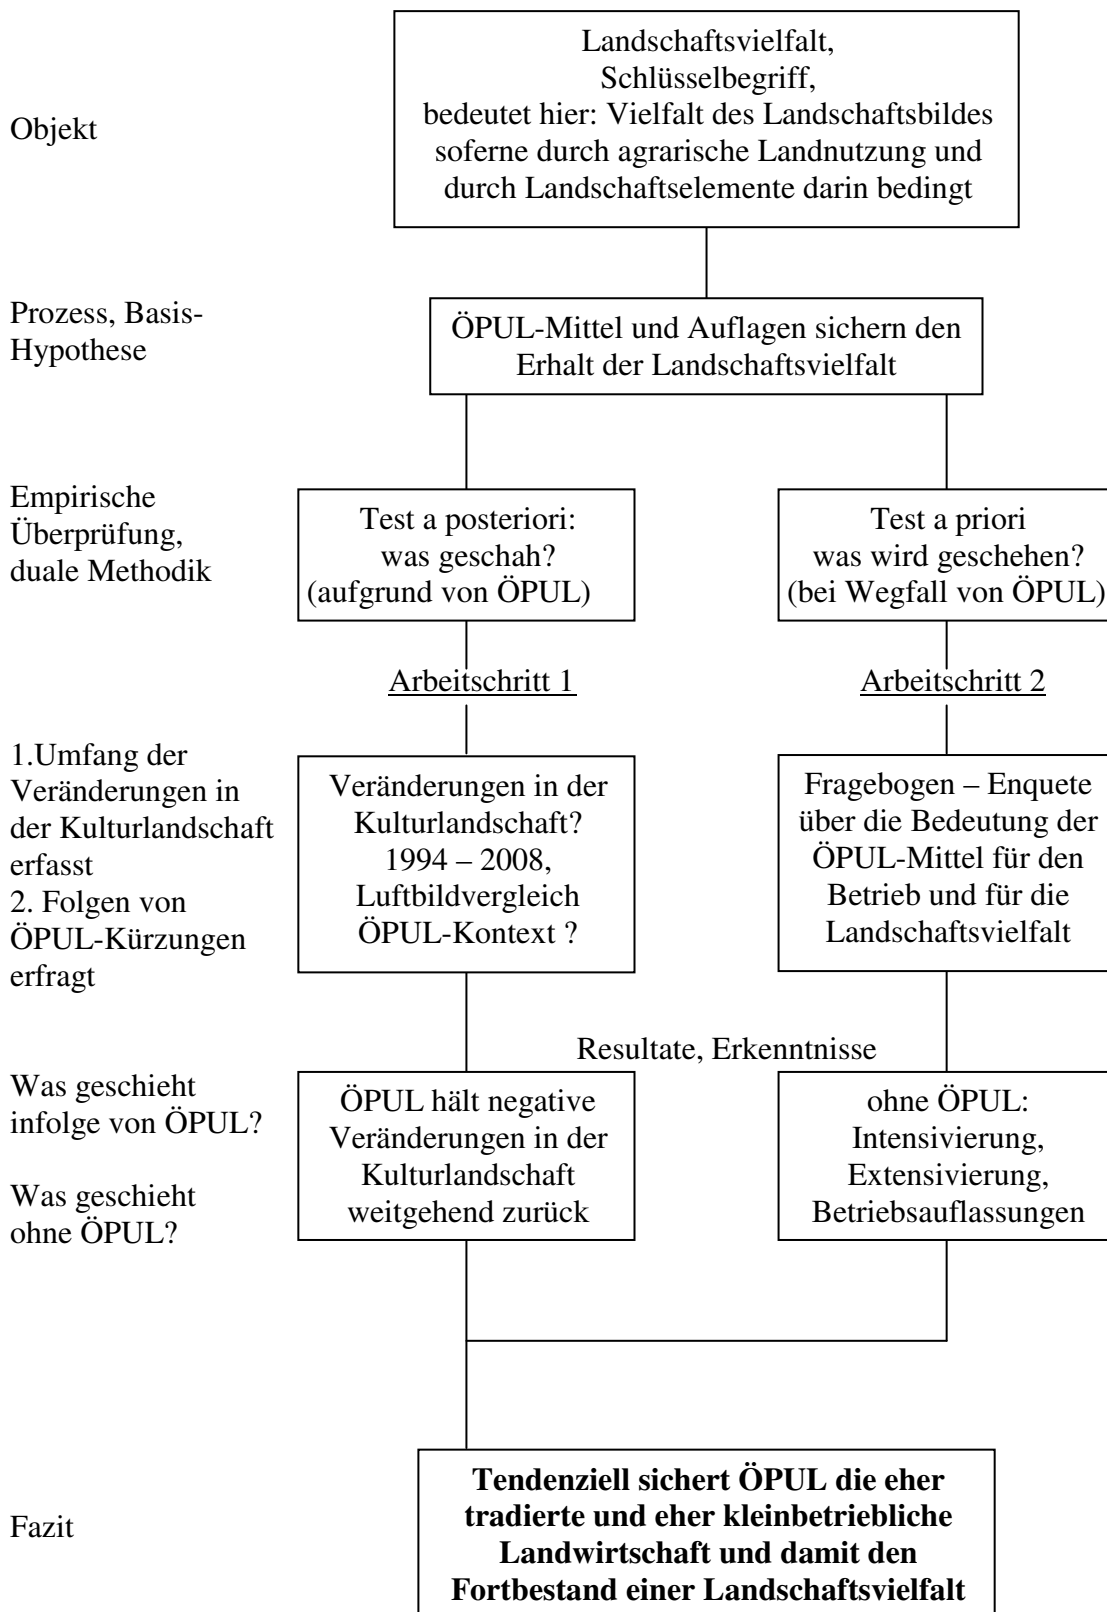 Landschaftsvielfalt,
Schlüsselbegriff,
bedeutet hier: Vielfalt des Landschaftsbildes
soferne durch agrarische Landnutzung und
durch Landschaftselemente darin bedingt
Objekt
Prozess, Basis-
Hypothese
ÖPUL-Mittel und Auflagen sichern den
Erhalt der Landschaftsvielfalt
Empirische
Überprüfung,
duale Methodik
Test a posteriori:
was geschah?
(aufgrund von ÖPUL)
Test a priori
was wird geschehen?
(bei Wegfall von ÖPUL)
Arbeitschritt 1
Arbeitschritt 2
1.Umfang der
Veränderungen in
der Kulturlandschaft
erfasst
2. Folgen von
ÖPUL-Kürzungen
erfragt
Veränderungen in der
Kulturlandschaft?
1994 – 2008,
Luftbildvergleich
ÖPUL-Kontext ?
Fragebogen – Enquete
über die Bedeutung der
ÖPUL-Mittel für den
Betrieb und für die
Landschaftsvielfalt
Resultate, Erkenntnisse
Was geschieht
infolge von ÖPUL?
Was geschieht
ohne ÖPUL?
ÖPUL hält negative
Veränderungen in der
Kulturlandschaft
weitgehend zurück
ohne ÖPUL:
Intensivierung,
Extensivierung,
Betriebsauflassungen
Fazit
Tendenziell sichert ÖPUL die eher
tradierte und eher kleinbetriebliche
Landwirtschaft und damit den
Fortbestand einer Landschaftsvielfalt